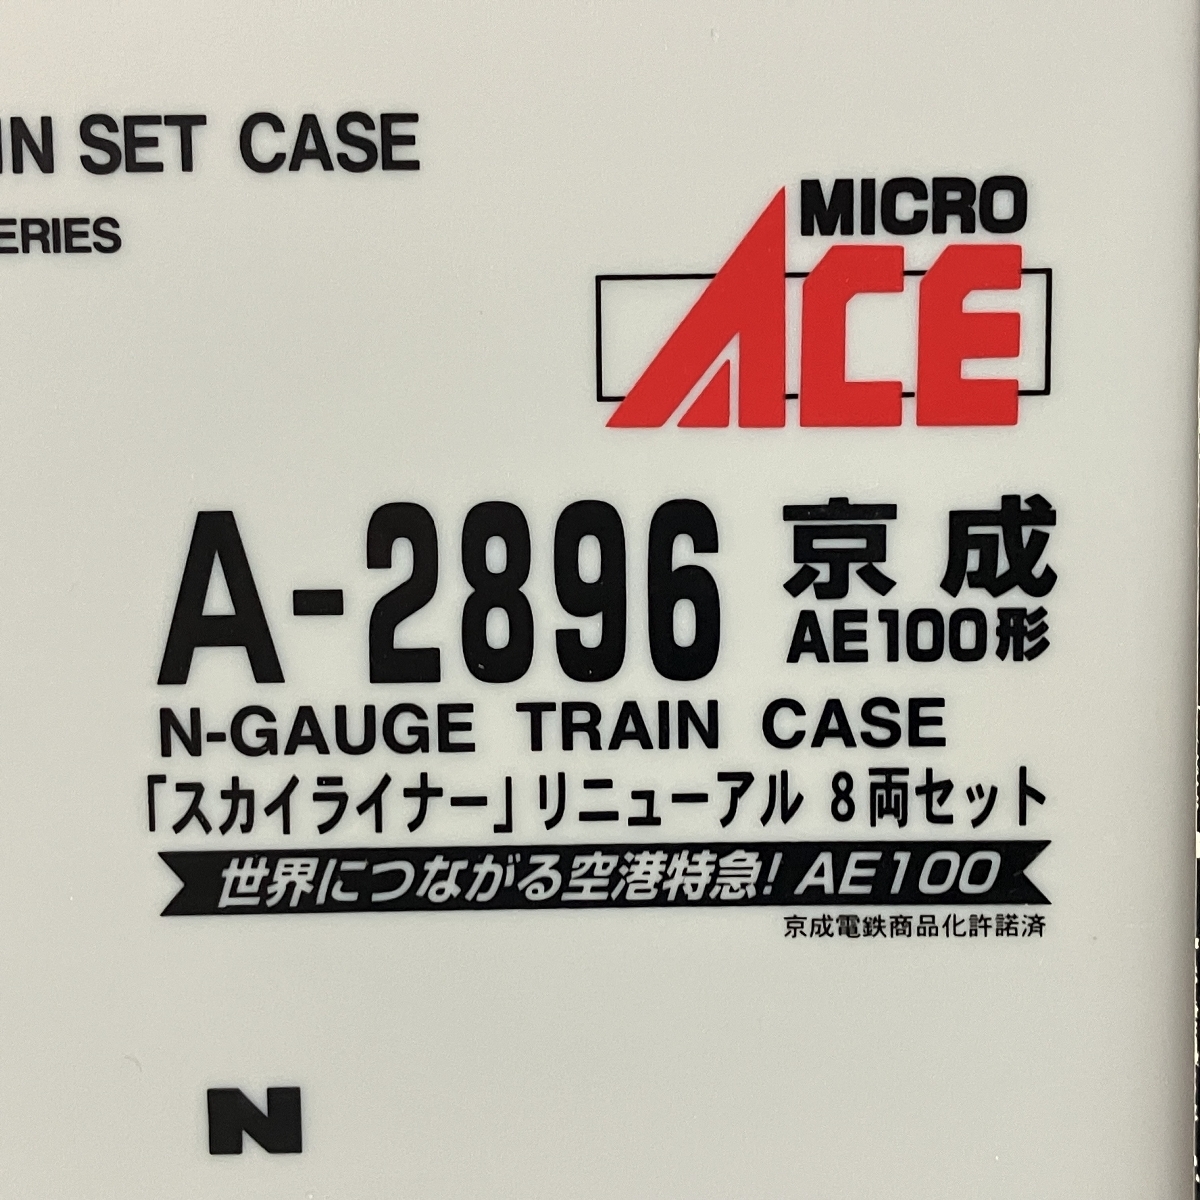 IN SET CASE
ERIES
MICRO
ACE
A-2896 京成
AE100形
N-GAUGE TRAIN CASE
「スカイライナー」リニューアル 8両セット
世界につながる空港特急! AE100
京成電鉄商品化許諾済
N